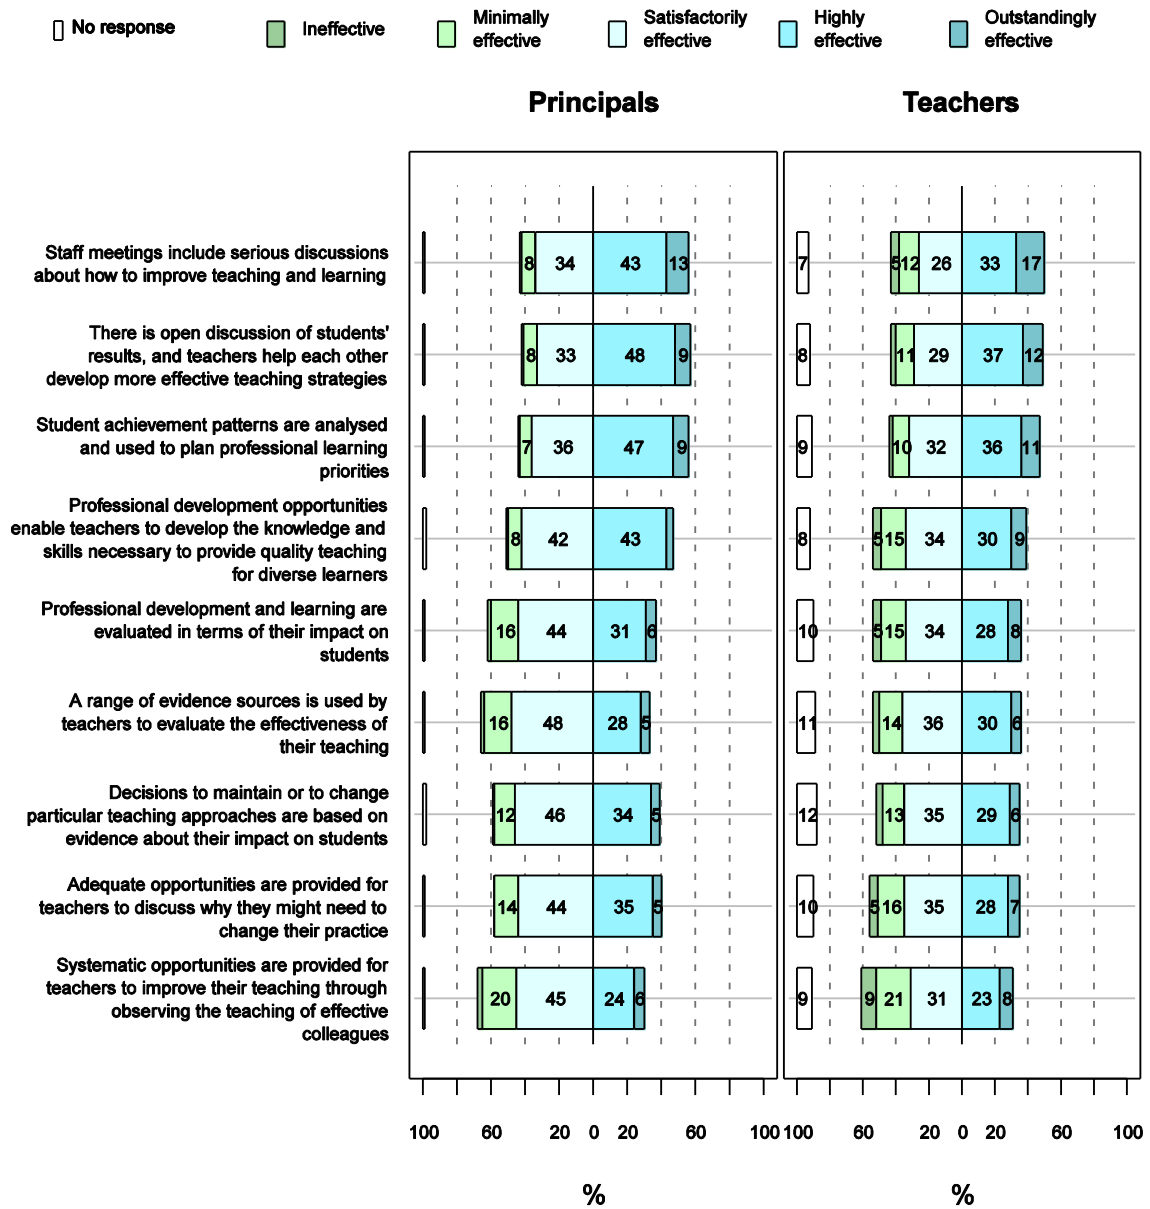 No response
Ineffective
Minimally
effective
Satisfactorily
effective
Highly
effective
Outstandingly
effective
Principals
Teachers
Staff meetings include serious discussions
about how to improve teaching and learning
8 34 43 13
7 5 12 26 33 17
There is open discussion of students'
results, and teachers help each other
develop more effective teaching strategies
8 33 48 9
8 11 29 37 12
Student achievement patterns are analysed
and used to plan professional learning
priorities
7 36 47 9
9 10 32 36 11
Professional development opportunities
enable teachers to develop the knowledge and
skills necessary to provide quality teaching
for diverse learners
8 42 43
8 5 15 34 30 9
Professional development and learning are
evaluated in terms of their impact on
students
16 44 31 6
10 5 15 34 28 8
A range of evidence sources is used by
teachers to evaluate the effectiveness of
their teaching
16 48 28 5
11 14 36 30 6
Decisions to maintain or to change
particular teaching approaches are based on
evidence about their impact on students
12 46 34 5
12 13 35 29 6
Adequate opportunities are provided for
teachers to discuss why they might need to
change their practice
14 44 35 5
10 5 16 35 28 7
Systematic opportunities are provided for
teachers to improve their teaching through
observing the teaching of effective
colleagues
20 45 24 6
9 9 21 31 23 8
100 60 20 0 20 60 100
100 60 20 0 20 60 100
%
%